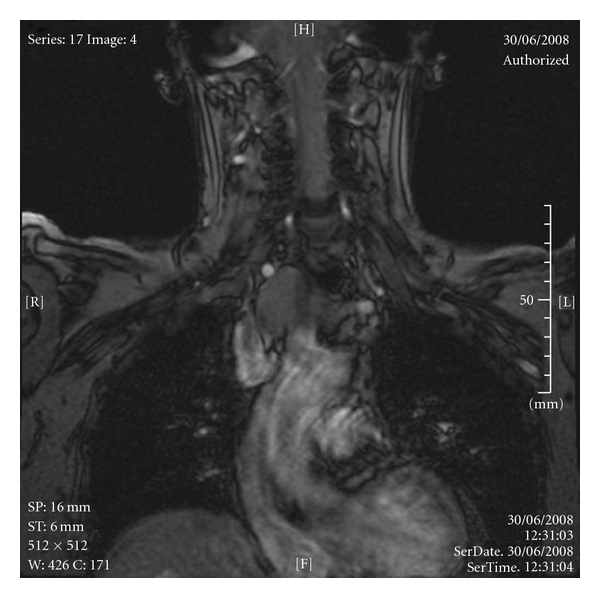 [H]
Series: 17 Image: 4
30/06/2008
Authorized
[R]
50
[L]
(mm)
SP: 16 mm
ST: 6 mm
512 × 512
W: 426 C: 171
[F]
30/06/2008
12:31:03
SerDate. 30/06/2008
SerTime. 12:31:04